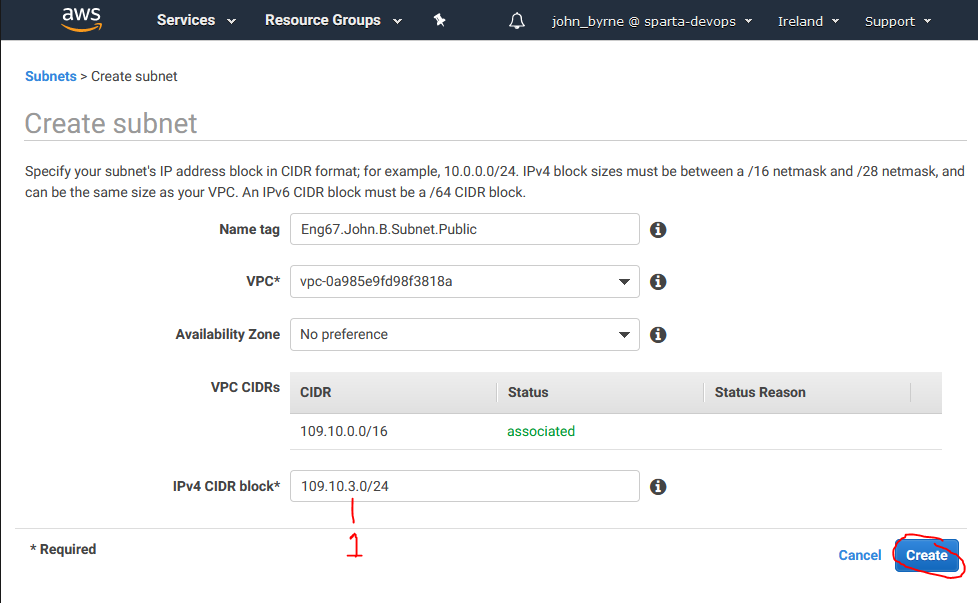 aws Services Resource Groups john_byrne @ sparta-devops Ireland Support
Subnets > Create subnet
Create subnet
Specify your subnet's IP address block in CIDR format; for example, 10.0.0.0/24. IPv4 block sizes must be between a /16 netmask and /28 netmask, and
can be the same size as your VPC. An IPv6 CIDR block must be a /64 CIDR block.
Name tag Eng67.John.B.Subnet.Public
VPC* vpc-0a985e9fd98f3818a
Availability Zone No preference
VPC CIDRs CIDR Status Status Reason
109.10.0.0/16 associated
IPv4 CIDR block* 109.10.3.0/24
1
* Required Cancel Create